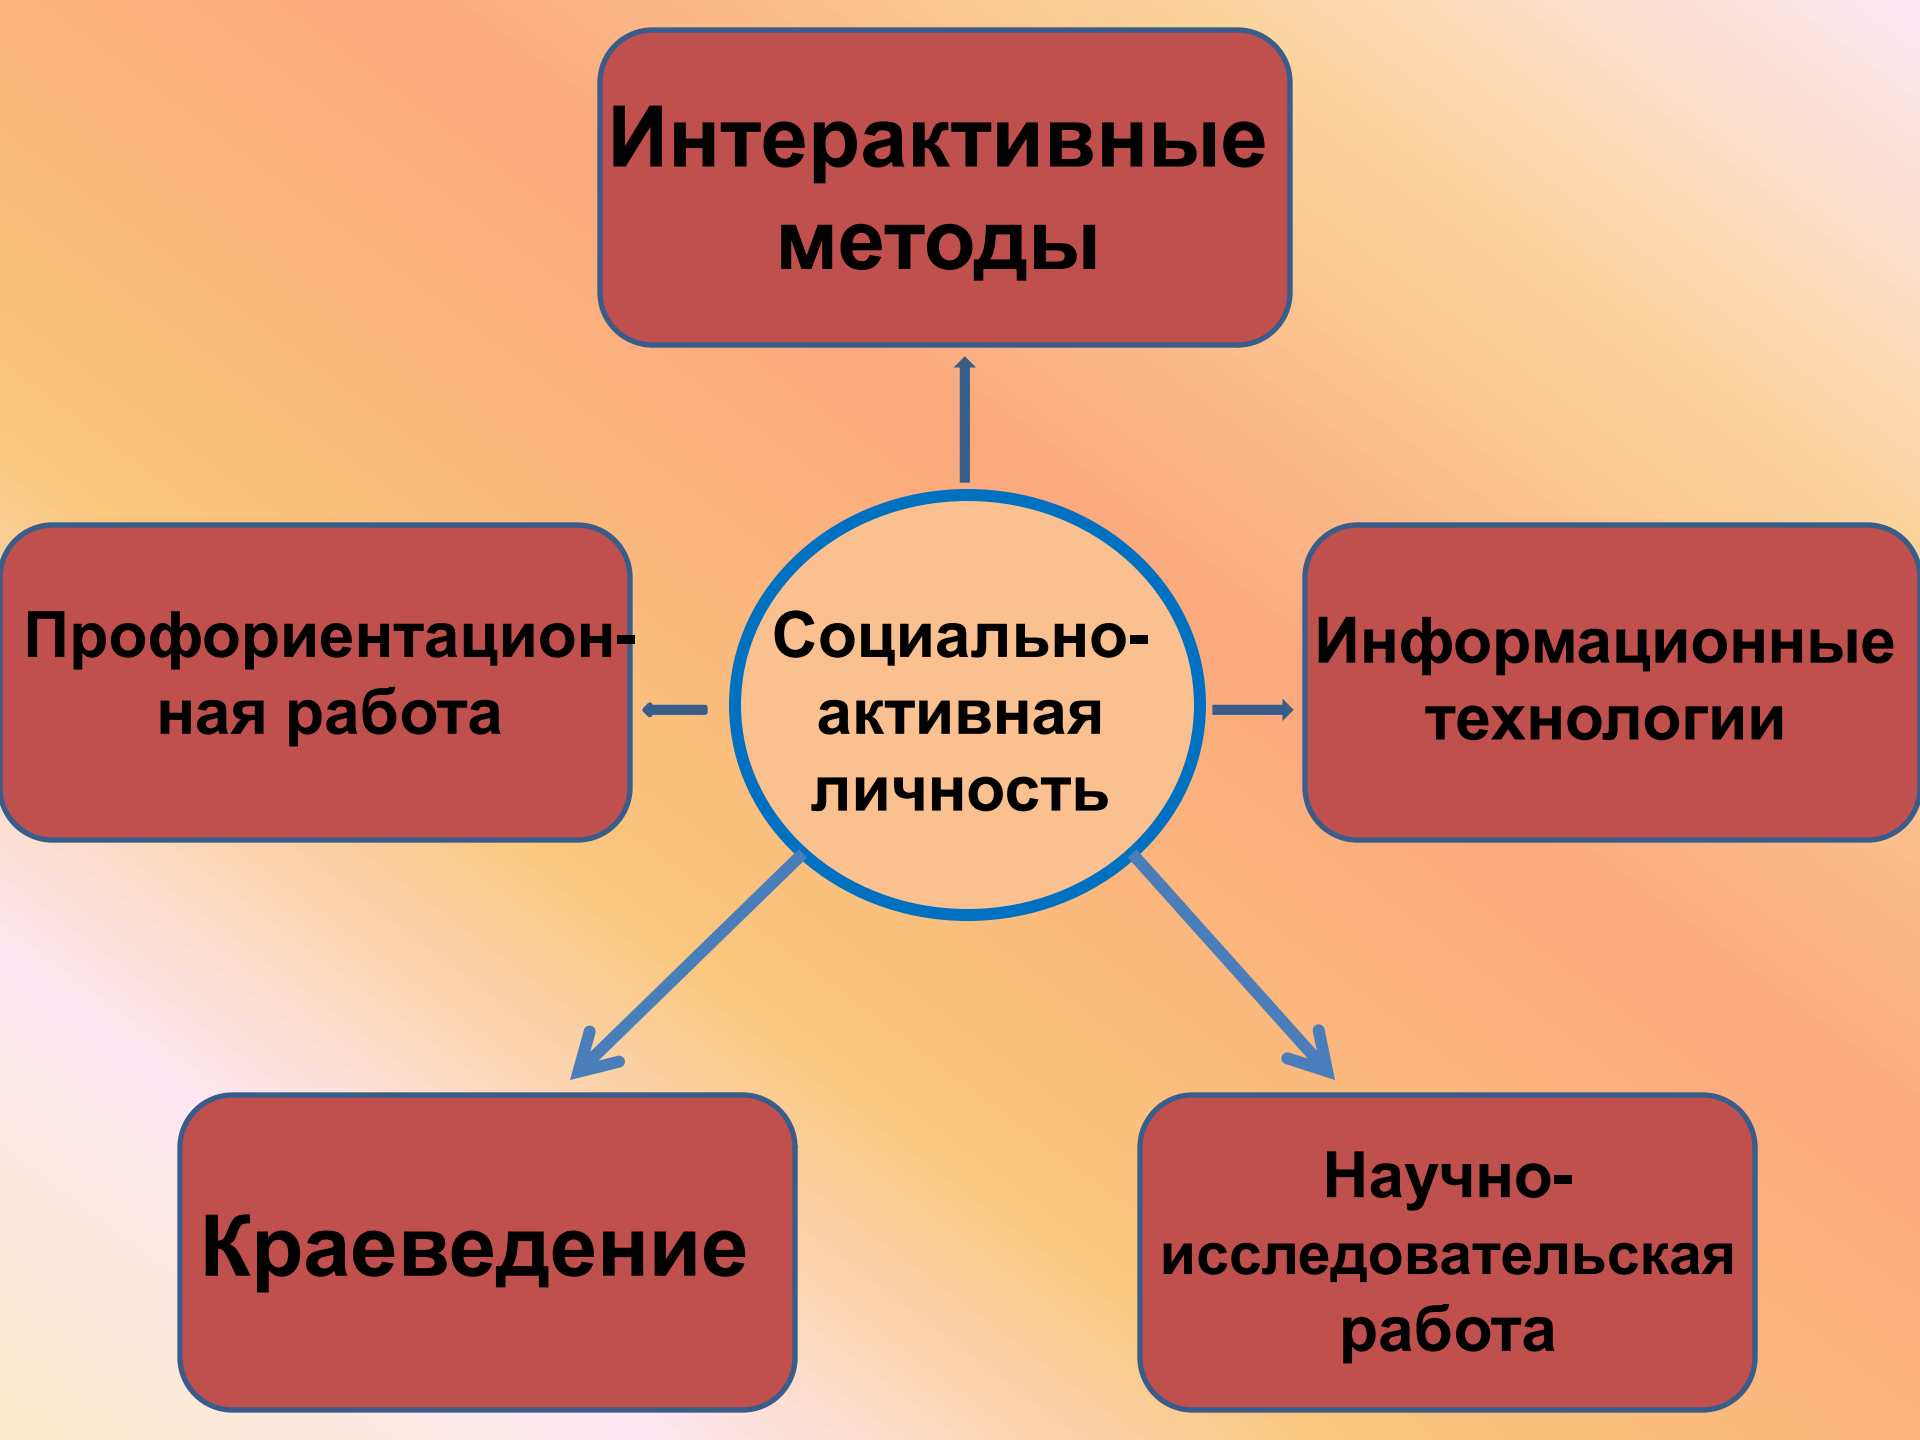 Интерактивные
методы
Профориентацион-
ная работа
Социально-
активная
личность
Информационные
технологии
Краеведение
Научно-
исследовательская
работа